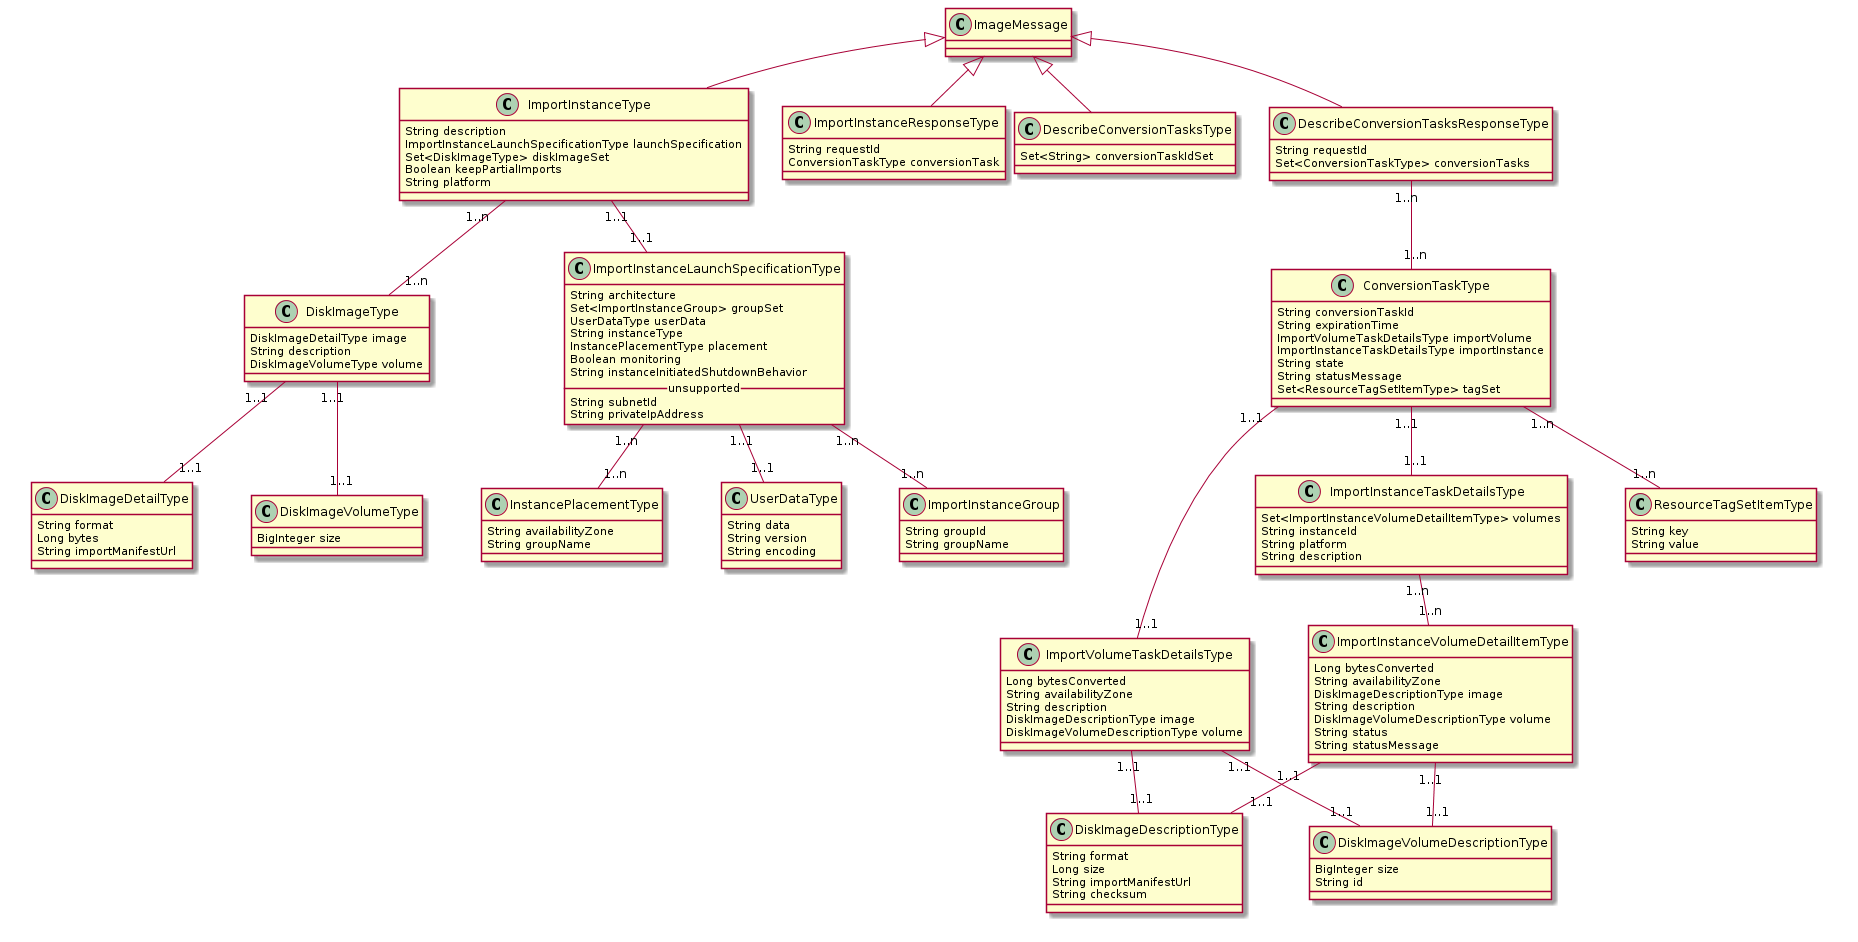 C ImageMessage
C ImportInstanceType
String description
ImportInstanceLaunchSpecificationType launchSpecification
Set<DiskImageType> diskImageSet
Boolean keepPartialImports
String platform
C ImportInstanceResponseType
String requestId
ConversionTaskType conversionTask
C DescribeConversionTasksType
Set<String> conversionTaskIdSet
C DescribeConversionTasksResponseType
String requestId
Set<ConversionTaskType> conversionTasks
1..n
1..1
1..n
1..n
1..1
1..n
C DiskImageType
DiskImageDetailType image
String description
DiskImageVolumeType volume
C ImportInstanceLaunchSpecificationType
String architecture
Set<ImportInstanceGroup> groupSet
UserDataType userData
String instanceType
InstancePlacementType placement
Boolean monitoring
String instanceInitiatedShutdownBehavior
unsupported
String subnetId
String privateIpAddress
C ConversionTaskType
String conversionTaskId
String expirationTime
ImportVolumeTaskDetailsType importVolume
ImportInstanceTaskDetailsType importInstance
String state
String statusMessage
Set<ResourceTagSetItemType> tagSet
1..1
1..1
1..n
1..1
1..n
1..1
1..1
1..n
1..1
1..1
1..n
1..1
1..n
1..1
1..n
C DiskImageDetailType
String format
Long bytes
String importManifestUrl
C DiskImageVolumeType
BigInteger size
C InstancePlacementType
String availabilityZone
String groupName
C UserDataType
String data
String version
String encoding
C ImportInstanceGroup
String groupId
String groupName
C ImportInstanceTaskDetailsType
Set<ImportInstanceVolumeDetailItemType> volumes
String instanceId
String platform
String description
C ResourceTagSetItemType
String key
String value
1..n
1..n
1..1
C ImportVolumeTaskDetailsType
Long bytesConverted
String availabilityZone
String description
DiskImageDescriptionType image
DiskImageVolumeDescriptionType volume
C ImportInstanceVolumeDetailItemType
Long bytesConverted
String availabilityZone
DiskImageDescriptionType image
String description
DiskImageVolumeDescriptionType volume
String status
String statusMessage
1..1
1..1
1..1
1..1
1..1
1..1
1..1
1..1
C DiskImageDescriptionType
String format
Long size
String importManifestUrl
String checksum
C DiskImageVolumeDescriptionType
BigInteger size
String id